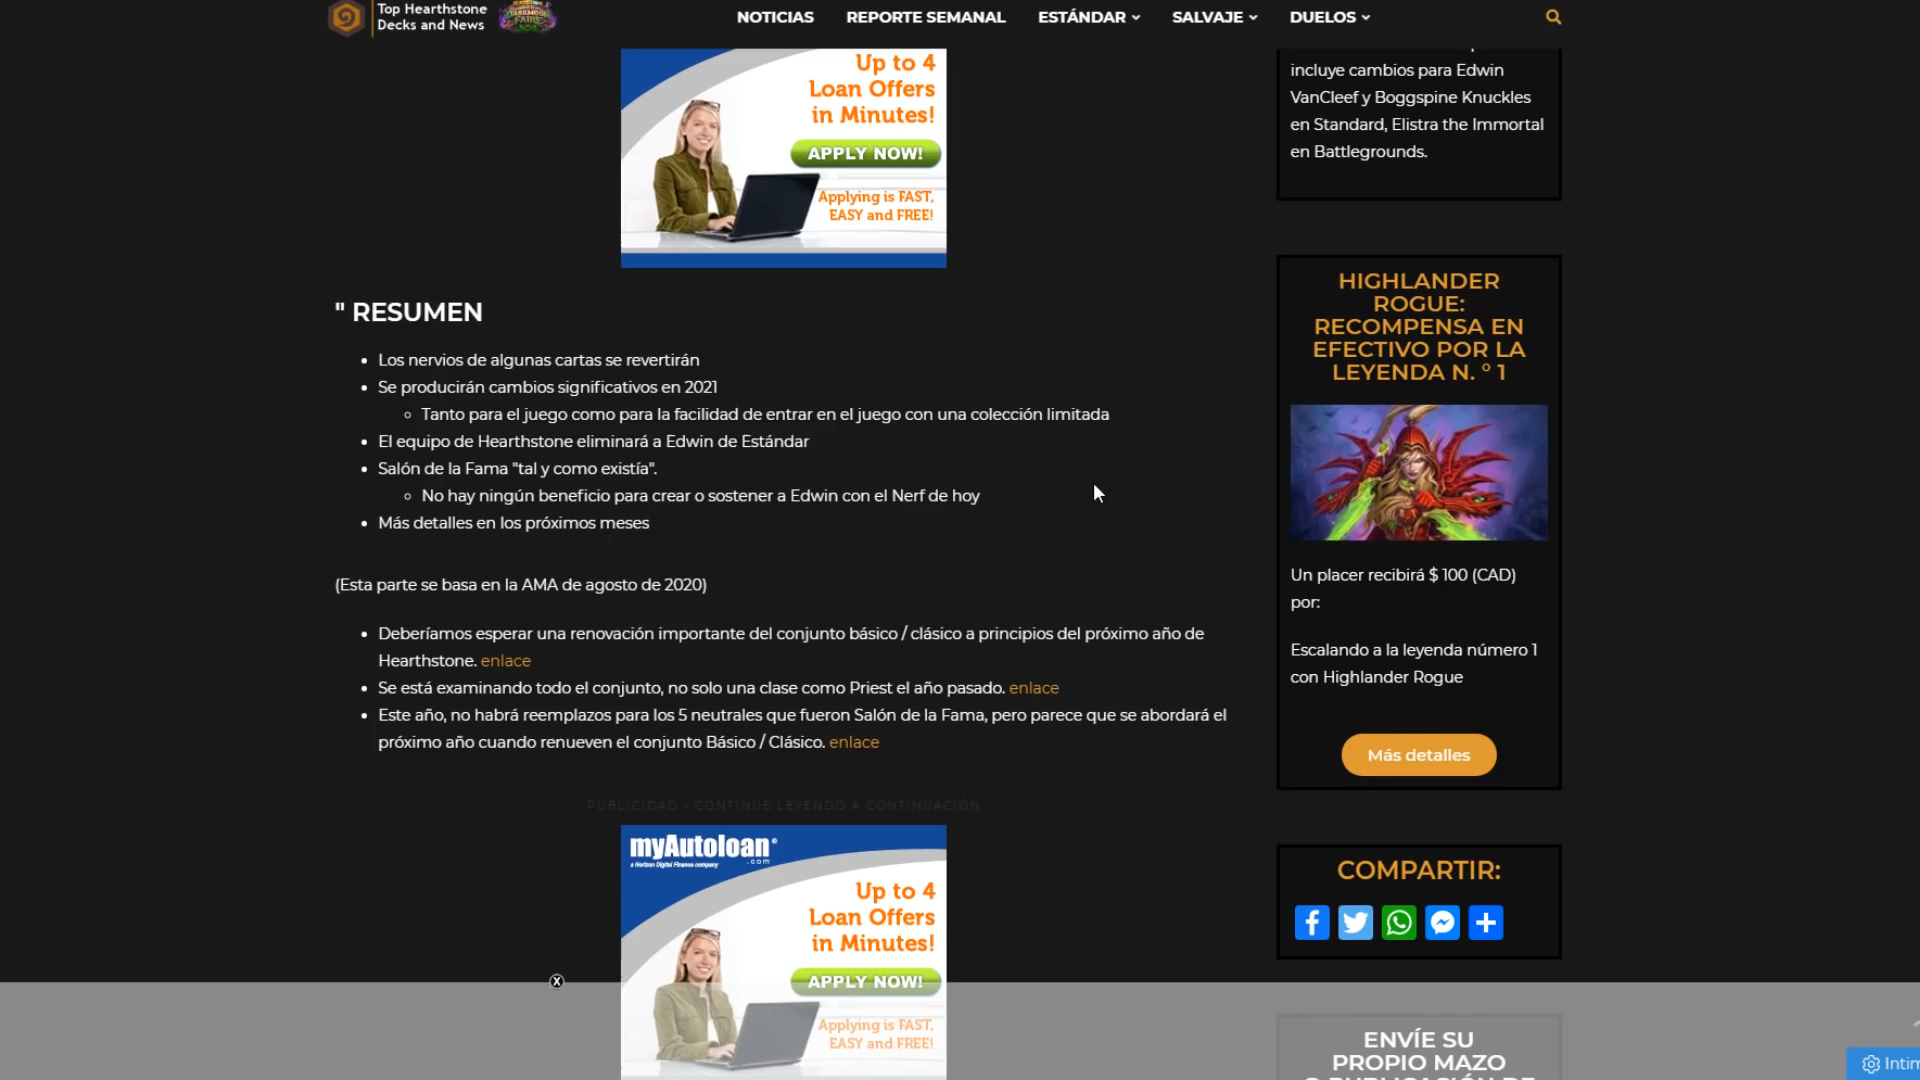 Top Hearthstone
Decks and News
DARKMOON
FAIRE
NOTICIAS
REPORTE SEMANAL
ESTÁNDAR
SALVAJE
DUELOS
Up to 4
Loan Offers
in Minutes!
APPLY NOW!
Applying is FAST,
EASY and FREE!
" RESUMEN
• Los nervios de algunas cartas se revertirán
• Se producirán cambios significativos en 2021
◦ Tanto para el juego como para la facilidad de entrar en el juego con una colección limitada
• El equipo de Hearthstone eliminará a Edwin de Estándar
• Salón de la Fama "tal y como existía".
◦ No hay ningún beneficio para crear o sostener a Edwin con el Nerf de hoy
• Más detalles en los próximos meses
(Esta parte se basa en la AMA de agosto de 2020)
• Deberíamos esperar una renovación importante del conjunto básico / clásico a principios del próximo año de
Hearthstone. enlace
• Se está examinando todo el conjunto, no solo una clase como Priest el año pasado. enlace
• Este año, no habrá reemplazos para los 5 neutrales que fueron Salón de la Fama, pero parece que se abordará el
próximo año cuando renueven el conjunto Básico / Clásico. enlace
PUBLICIDAD - CONTINÚE LEYENDO A CONTINUACIÓN
myAutoloan®
.com
a Horizon Digital Finance company
Up to 4
Loan Offers
in Minutes!
APPLY NOW!
Applying is FAST,
EASY and FREE!
X
incluye cambios para Edwin
VanCleef y Boggspine Knuckles
en Standard, Elistra the Immortal
en Battlegrounds.
HIGHLANDER
ROGUE:
RECOMPENSA EN
EFECTIVO POR LA
LEYENDA N. ° 1
Un placer recibirá $ 100 (CAD)
por:
Escalando a la leyenda número 1
con Highlander Rogue
Más detalles
COMPARTIR:
ENVÍE SU
PROPIO MAZO
O PUBLICACIÓN DE